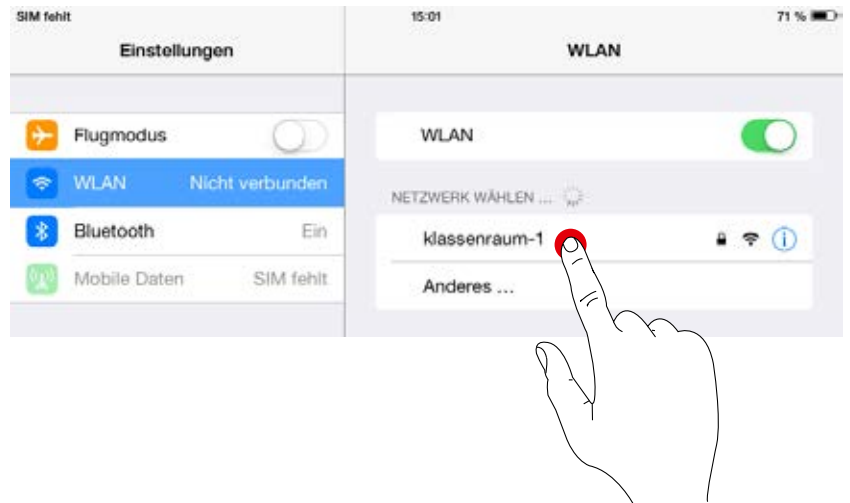 SIM fehlt 15:01 71 %
Einstellungen
WLAN
Flugmodus
WLAN Nicht verbunden
Bluetooth Ein
Mobile Daten SIM fehlt
WLAN
NETZWERK WÄHLEN ...
klassenraum-1
Anderes ...